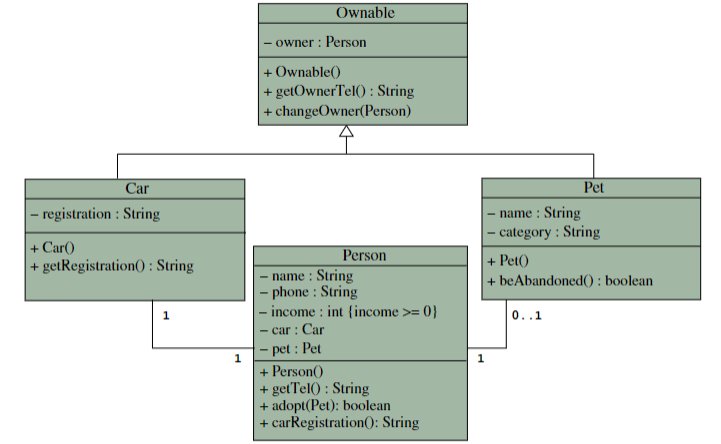 Ownable
– owner : Person
+ Ownable()
+ getOwnerTel() : String
+ changeOwner(Person)
Car
– registration : String
+ Car()
+ getRegistration() : String
Pet
– name : String
– category : String
+ Pet()
+ beAbandoned() : boolean
Person
– name : String
– phone : String
– income : int {income >= 0}
– car : Car
– pet : Pet
+ Person()
+ getTel() : String
+ adopt(Pet): boolean
+ carRegistration(): String
1
1
0..1
1